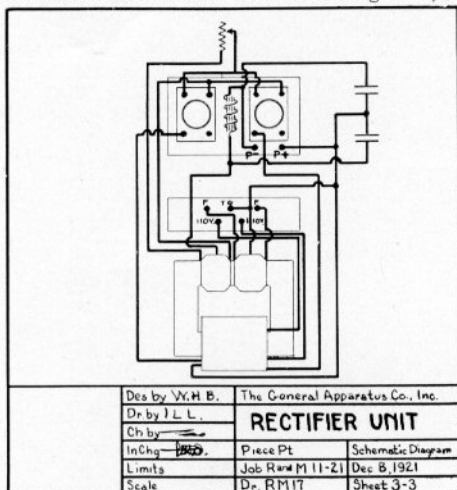 P- P+
F TG F
110V. 110V.
Des by W.H B. The General Apparatus Co., Inc.
Dr. by I L L. RECTIFIER UNIT
Ch by
InChg Piece Pt Schematic Diagram
Limits Job R and M 11-21 Dec 8, 1921
Scale Dr. RM17 Sheet 3-3